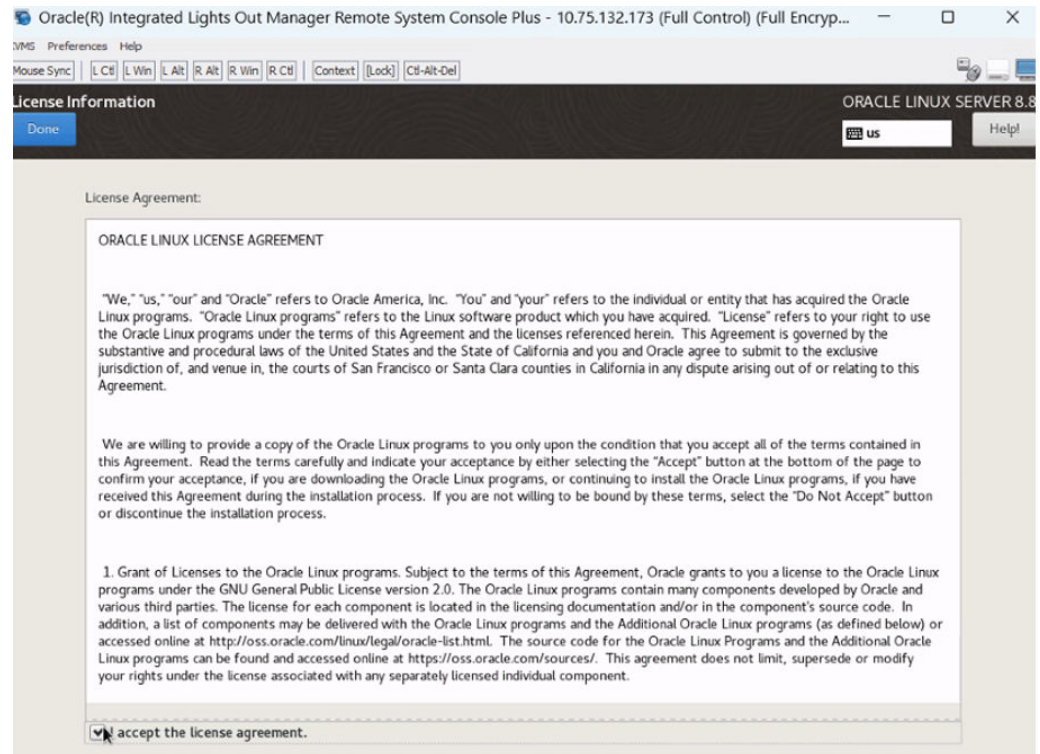 Oracle(R) Integrated Lights Out Manager Remote System Console Plus - 10.75.132.173 (Full Control) (Full Encryp...
KVMS Preferences Help
Mouse Sync L Ctl L Win L Alt R Alt R Win R Ctl Context [Lock] Ctl-Alt-Del
License Information
ORACLE LINUX SERVER 8.8
Done
us
Help!
License Agreement:
ORACLE LINUX LICENSE AGREEMENT
"We," "us," "our" and "Oracle" refers to Oracle America, Inc. "You" and "your" refers to the individual or entity that has acquired the Oracle
Linux programs. "Oracle Linux programs" refers to the Linux software product which you have acquired. "License" refers to your right to use
the Oracle Linux programs under the terms of this Agreement and the licenses referenced herein. This Agreement is governed by the
substantive and procedural laws of the United States and the State of California and you and Oracle agree to submit to the exclusive
jurisdiction of, and venue in, the courts of San Francisco or Santa Clara counties in California in any dispute arising out of or relating to this
Agreement.
We are willing to provide a copy of the Oracle Linux programs to you only upon the condition that you accept all of the terms contained in
this Agreement. Read the terms carefully and indicate your acceptance by either selecting the "Accept" button at the bottom of the page to
confirm your acceptance, if you are downloading the Oracle Linux programs, or continuing to install the Oracle Linux programs, if you have
received this Agreement during the installation process. If you are not willing to be bound by these terms, select the "Do Not Accept" button
or discontinue the installation process.
1. Grant of Licenses to the Oracle Linux programs. Subject to the terms of this Agreement, Oracle grants to you a license to the Oracle Linux
programs under the GNU General Public License version 2.0. The Oracle Linux programs contain many components developed by Oracle and
various third parties. The license for each component is located in the licensing documentation and/or in the component's source code. In
addition, a list of components may be delivered with the Oracle Linux programs and the Additional Oracle Linux programs (as defined below) or
accessed online at http://oss.oracle.com/linux/legal/oracle-list.html. The source code for the Oracle Linux Programs and the Additional Oracle
Linux programs can be found and accessed online at https://oss.oracle.com/sources/. This agreement does not limit, supersede or modify
your rights under the license associated with any separately licensed individual component.
I accept the license agreement.